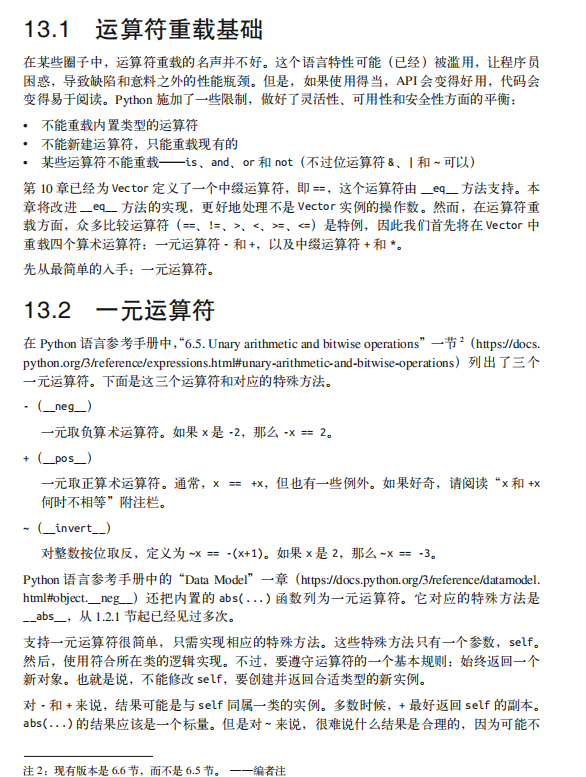 13.1 运算符重载基础
在某些圈子中，运算符重载的名声并不好。这个语言特性可能（已经）被滥用，让程序员
困惑，导致缺陷和意料之外的性能瓶颈。但是，如果使用得当，API 会变得好用，代码会
变得易于阅读。Python 施加了一些限制，做好了灵活性、可用性和安全性方面的平衡：
• 不能重载内置类型的运算符
• 不能新建运算符，只能重载现有的
• 某些运算符不能重载——is、and、or 和 not（不过位运算符 &、| 和 ~ 可以）
第 10 章已经为 Vector 定义了一个中缀运算符，即 ==，这个运算符由 __eq__ 方法支持。本
章将改进 __eq__ 方法的实现，更好地处理不是 Vector 实例的操作数。然而，在运算符重
载方面，众多比较运算符（==、!=、>、<、>=、<=）是特例，因此我们首先将在 Vector 中
重载四个算术运算符：一元运算符 - 和 +，以及中缀运算符 + 和 *。
先从最简单的入手：一元运算符。
13.2 一元运算符
在 Python 语言参考手册中，“6.5. Unary arithmetic and bitwise operations”一节 2（https://docs.
python.org/3/reference/expressions.html#unary-arithmetic-and-bitwise-operations）列出了三个
一元运算符。下面是这三个运算符和对应的特殊方法。
-（__neg__）
一元取负算术运算符。如果 x 是 -2，那么 -x == 2。
+（__pos__）
一元取正算术运算符。通常，x == +x，但也有一些例外。如果好奇，请阅读“x 和 +x
何时不相等”附注栏。
~（__invert__）
对整数按位取反，定义为 ~x == -(x+1)。如果 x 是 2，那么 ~x == -3。
Python 语言参考手册中的“Data Model”一章（https://docs.python.org/3/reference/datamodel.
html#object.__neg__）还把内置的 abs(...) 函数列为一元运算符。它对应的特殊方法是
__abs__，从 1.2.1 节起已经见过多次。
支持一元运算符很简单，只需实现相应的特殊方法。这些特殊方法只有一个参数，self。
然后，使用符合所在类的逻辑实现。不过，要遵守运算符的一个基本规则：始终返回一个
新对象。也就是说，不能修改 self，要创建并返回合适类型的新实例。
对 - 和 + 来说，结果可能是与 self 同属一类的实例。多数时候，+ 最好返回 self 的副本。
abs(...) 的结果应该是一个标量。但是对 ~ 来说，很难说什么结果是合理的，因为可能不
注 2：现有版本是 6.6 节，而不是 6.5 节。 ——编者注